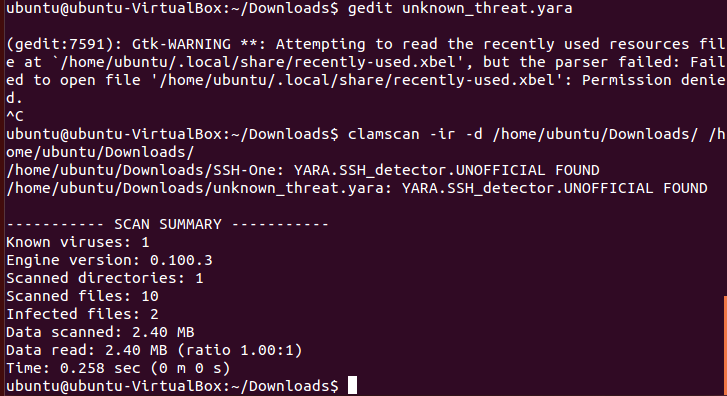 ubuntu@ubuntu-VirtualBox:~/Downloads$ gedit unknown_threat.yara

(gedit:7591): Gtk-WARNING **: Attempting to read the recently used resources fil
e at `/home/ubuntu/.local/share/recently-used.xbel', but the parser failed: Fail
ed to open file '/home/ubuntu/.local/share/recently-used.xbel': Permission denie
d.
^C
ubuntu@ubuntu-VirtualBox:~/Downloads$ clamscan -ir -d /home/ubuntu/Downloads/ /h
ome/ubuntu/Downloads/
/home/ubuntu/Downloads/SSH-One: YARA.SSH_detector.UNOFFICIAL FOUND
/home/ubuntu/Downloads/unknown_threat.yara: YARA.SSH_detector.UNOFFICIAL FOUND

----------- SCAN SUMMARY -----------
Known viruses: 1
Engine version: 0.100.3
Scanned directories: 1
Scanned files: 10
Infected files: 2
Data scanned: 2.40 MB
Data read: 2.40 MB (ratio 1.00:1)
Time: 0.258 sec (0 m 0 s)
ubuntu@ubuntu-VirtualBox:~/Downloads$